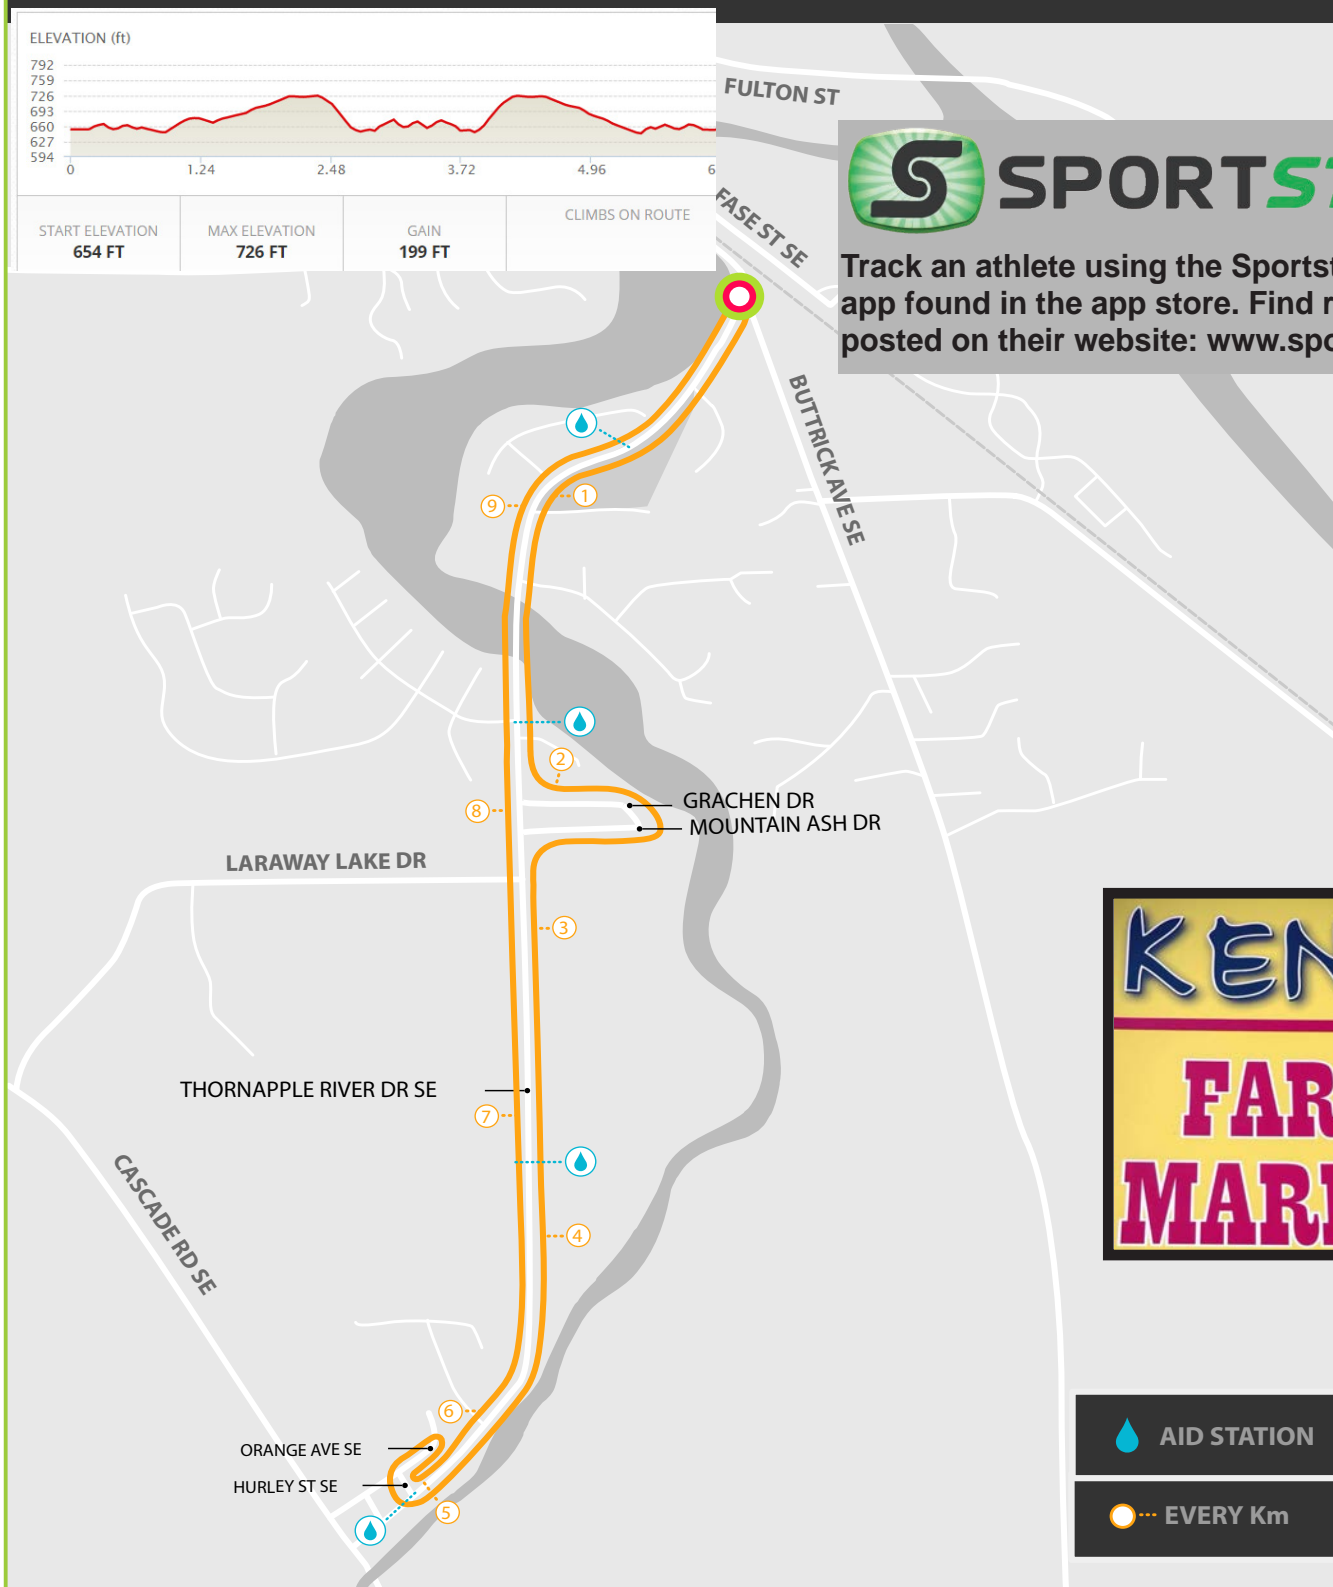 ELEVATION (ft)
792
759
726
693
660
627
594
0 1.24 2.48 3.72 4.96 6
START ELEVATION
654 FT
MAX ELEVATION
726 FT
GAIN
199 FT
CLIMBS ON ROUTE
FULTON ST
FASE ST SE
SPORTST
Track an athlete using the Sportst
app found in the app store. Find r
posted on their website: www.spo
BUTTRICK AVE SE
9
1
2
8
GRACHEN DR
MOUNTAIN ASH DR
LARAWAY LAKE DR
3
KEN
FAR
MAR
THORNAPPLE RIVER DR SE
7
CASCADE RD SE
4
6
ORANGE AVE SE
HURLEY ST SE
5
AID STATION
EVERY Km